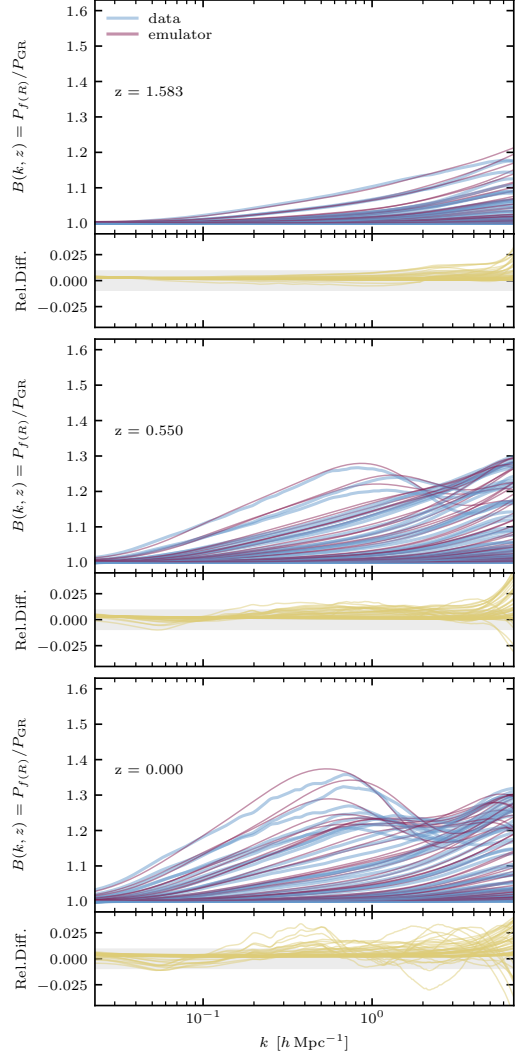 1.6
1.5
1.4
1.3
1.2
1.1
1.0
B(k, z) = P_{f(R)}/P_{GR}
data
emulator
z = 1.583
0.025
0.000
−0.025
Rel.Diff.
1.6
1.5
1.4
1.3
1.2
1.1
1.0
B(k, z) = P_{f(R)}/P_{GR}
z = 0.550
0.025
0.000
−0.025
Rel.Diff.
1.6
1.5
1.4
1.3
1.2
1.1
1.0
B(k, z) = P_{f(R)}/P_{GR}
z = 0.000
0.025
0.000
−0.025
Rel.Diff.
10^{−1} 10^{0}
k [h Mpc^{−1}]